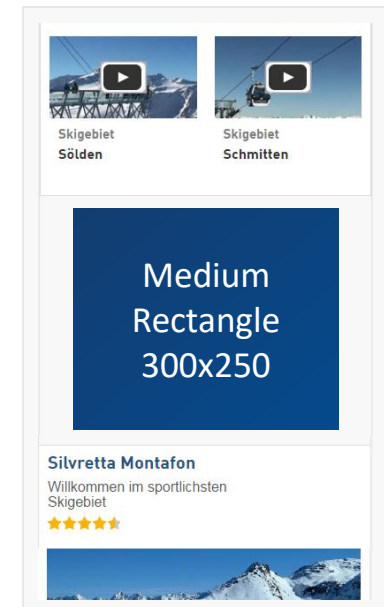 Skigebiet
Sölden
Skigebiet
Schmitten
Medium
Rectangle
300x250
Silvretta Montafon
Willkommen im sportlichsten
Skigebiet